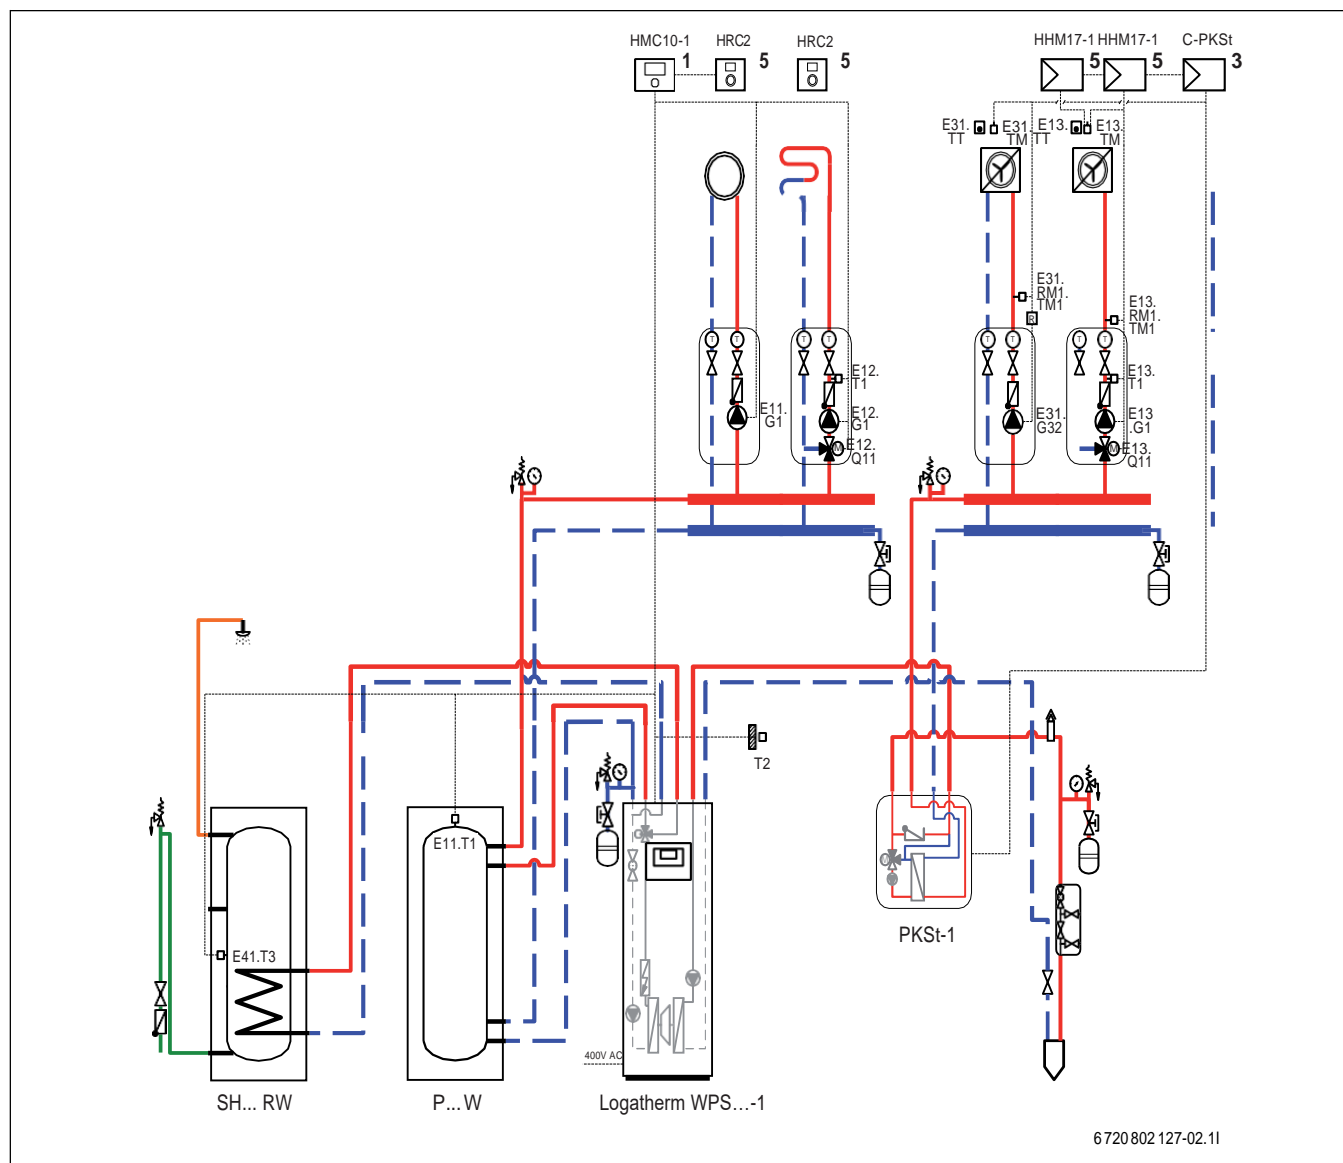 HMC10-1 HRC2 HRC2 HHM17-1 HHM17-1 C-PKSt
1 5 5 5 5 3
E31. TT
E31. TM
E13. TT
E13. TM
E31. RM1. TM1
R
E13. RM1. TM1
T T T T T T T T
E12. T1
E13. T1
E11. G1
E12. G1
E31. G32
E13 .G1
M
E12. Q11
M
E13. Q11
T2
E11.T1
M
PKSt-1
E41.T3
400V AC
SH... RW
P...W
Logatherm WPS...-1
6 720 802 127-02.1I